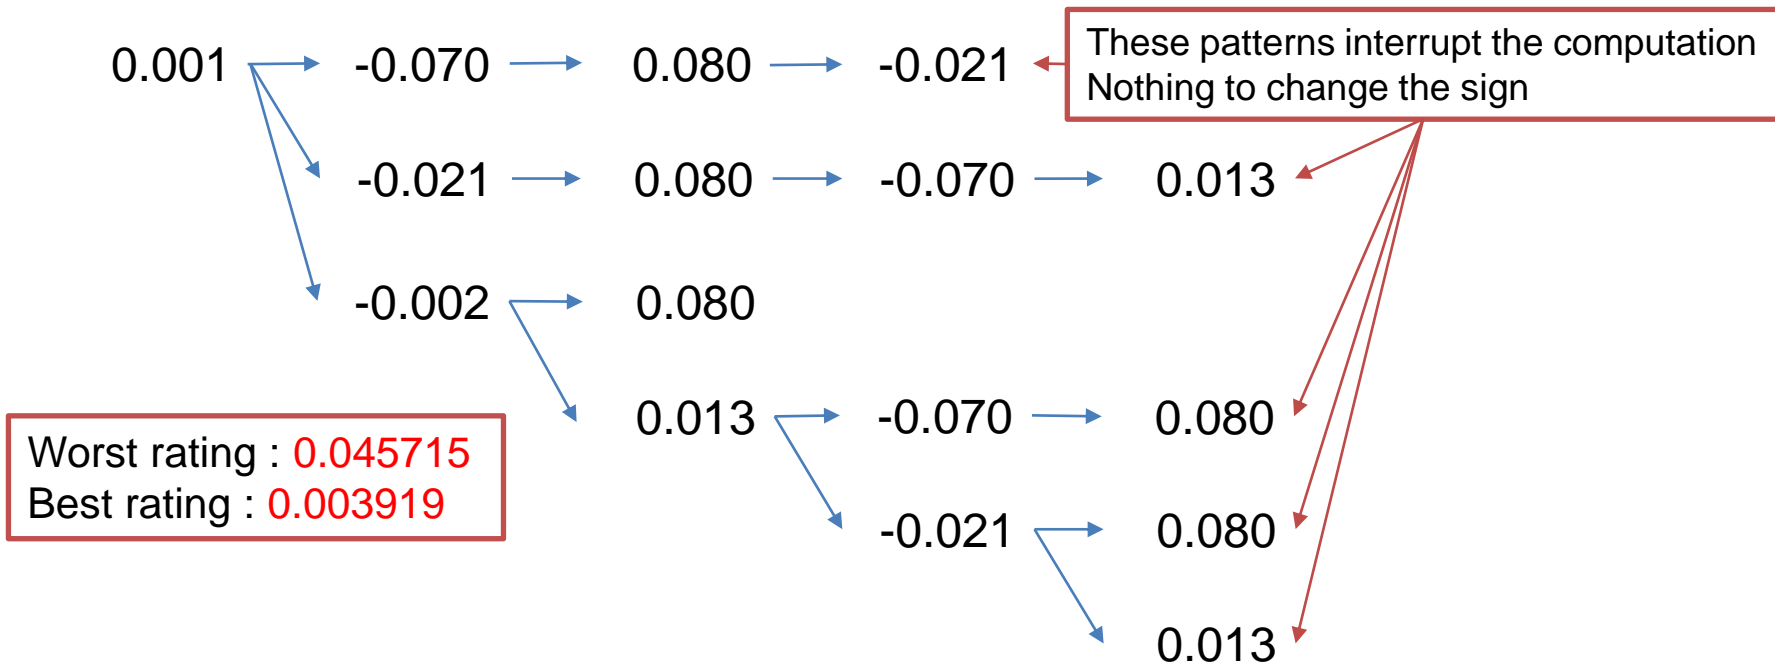 0.001 -0.070 0.080 -0.021
These patterns interrupt the computation
Nothing to change the sign
-0.021 0.080 -0.070 0.013
-0.002 0.080
0.013 -0.070 0.080
Worst rating : 0.045715
Best rating : 0.003919
-0.021 0.080
0.013